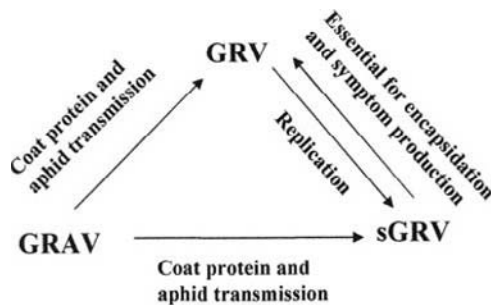 GRV
Coat protein and
aphid transmission
Essential for encapsidation
and symptom production
Replication
GRAV
sGRV
Coat protein and
aphid transmission